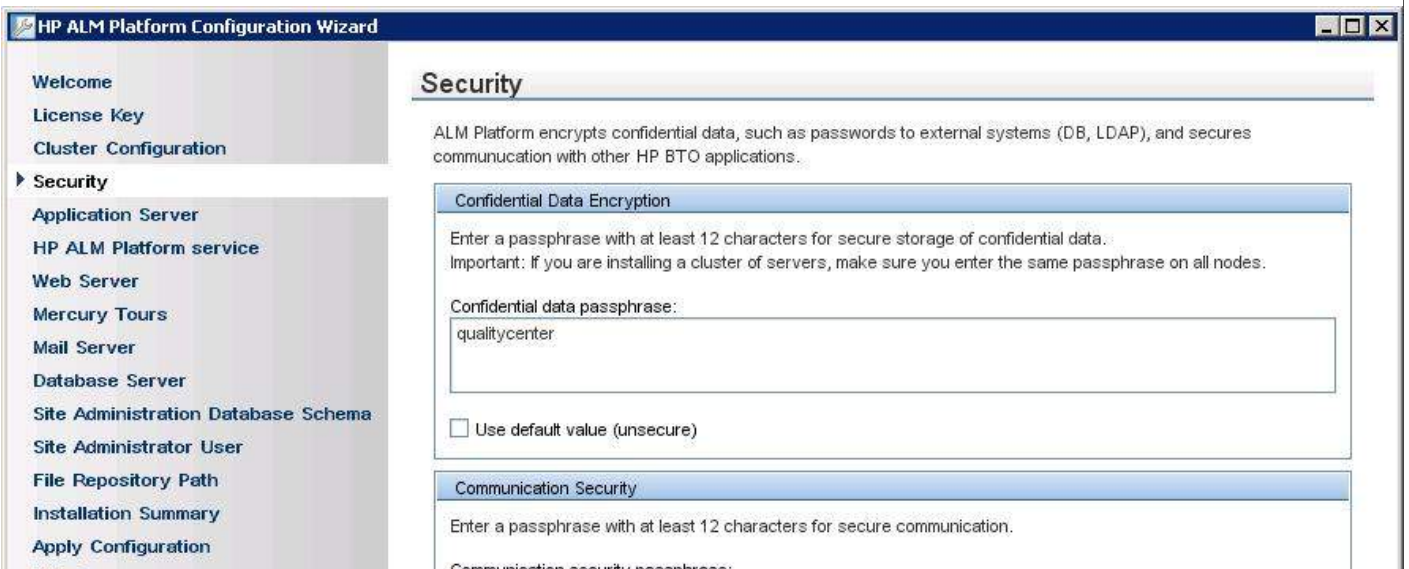 HP ALM Platform Configuration Wizard
Welcome
License Key
Cluster Configuration
Security
Application Server
HP ALM Platform service
Web Server
Mercury Tours
Mail Server
Database Server
Site Administration Database Schema
Site Administrator User
File Repository Path
Installation Summary
Apply Configuration
Security
ALM Platform encrypts confidential data, such as passwords to external systems (DB, LDAP), and secures
communucation with other HP BTO applications.
Confidential Data Encryption
Enter a passphrase with at least 12 characters for secure storage of confidential data.
Important: If you are installing a cluster of servers, make sure you enter the same passphrase on all nodes.
Confidential data passphrase:
qualitycenter
Use default value (unsecure)
Communication Security
Enter a passphrase with at least 12 characters for secure communication.
Communication security passphrase: